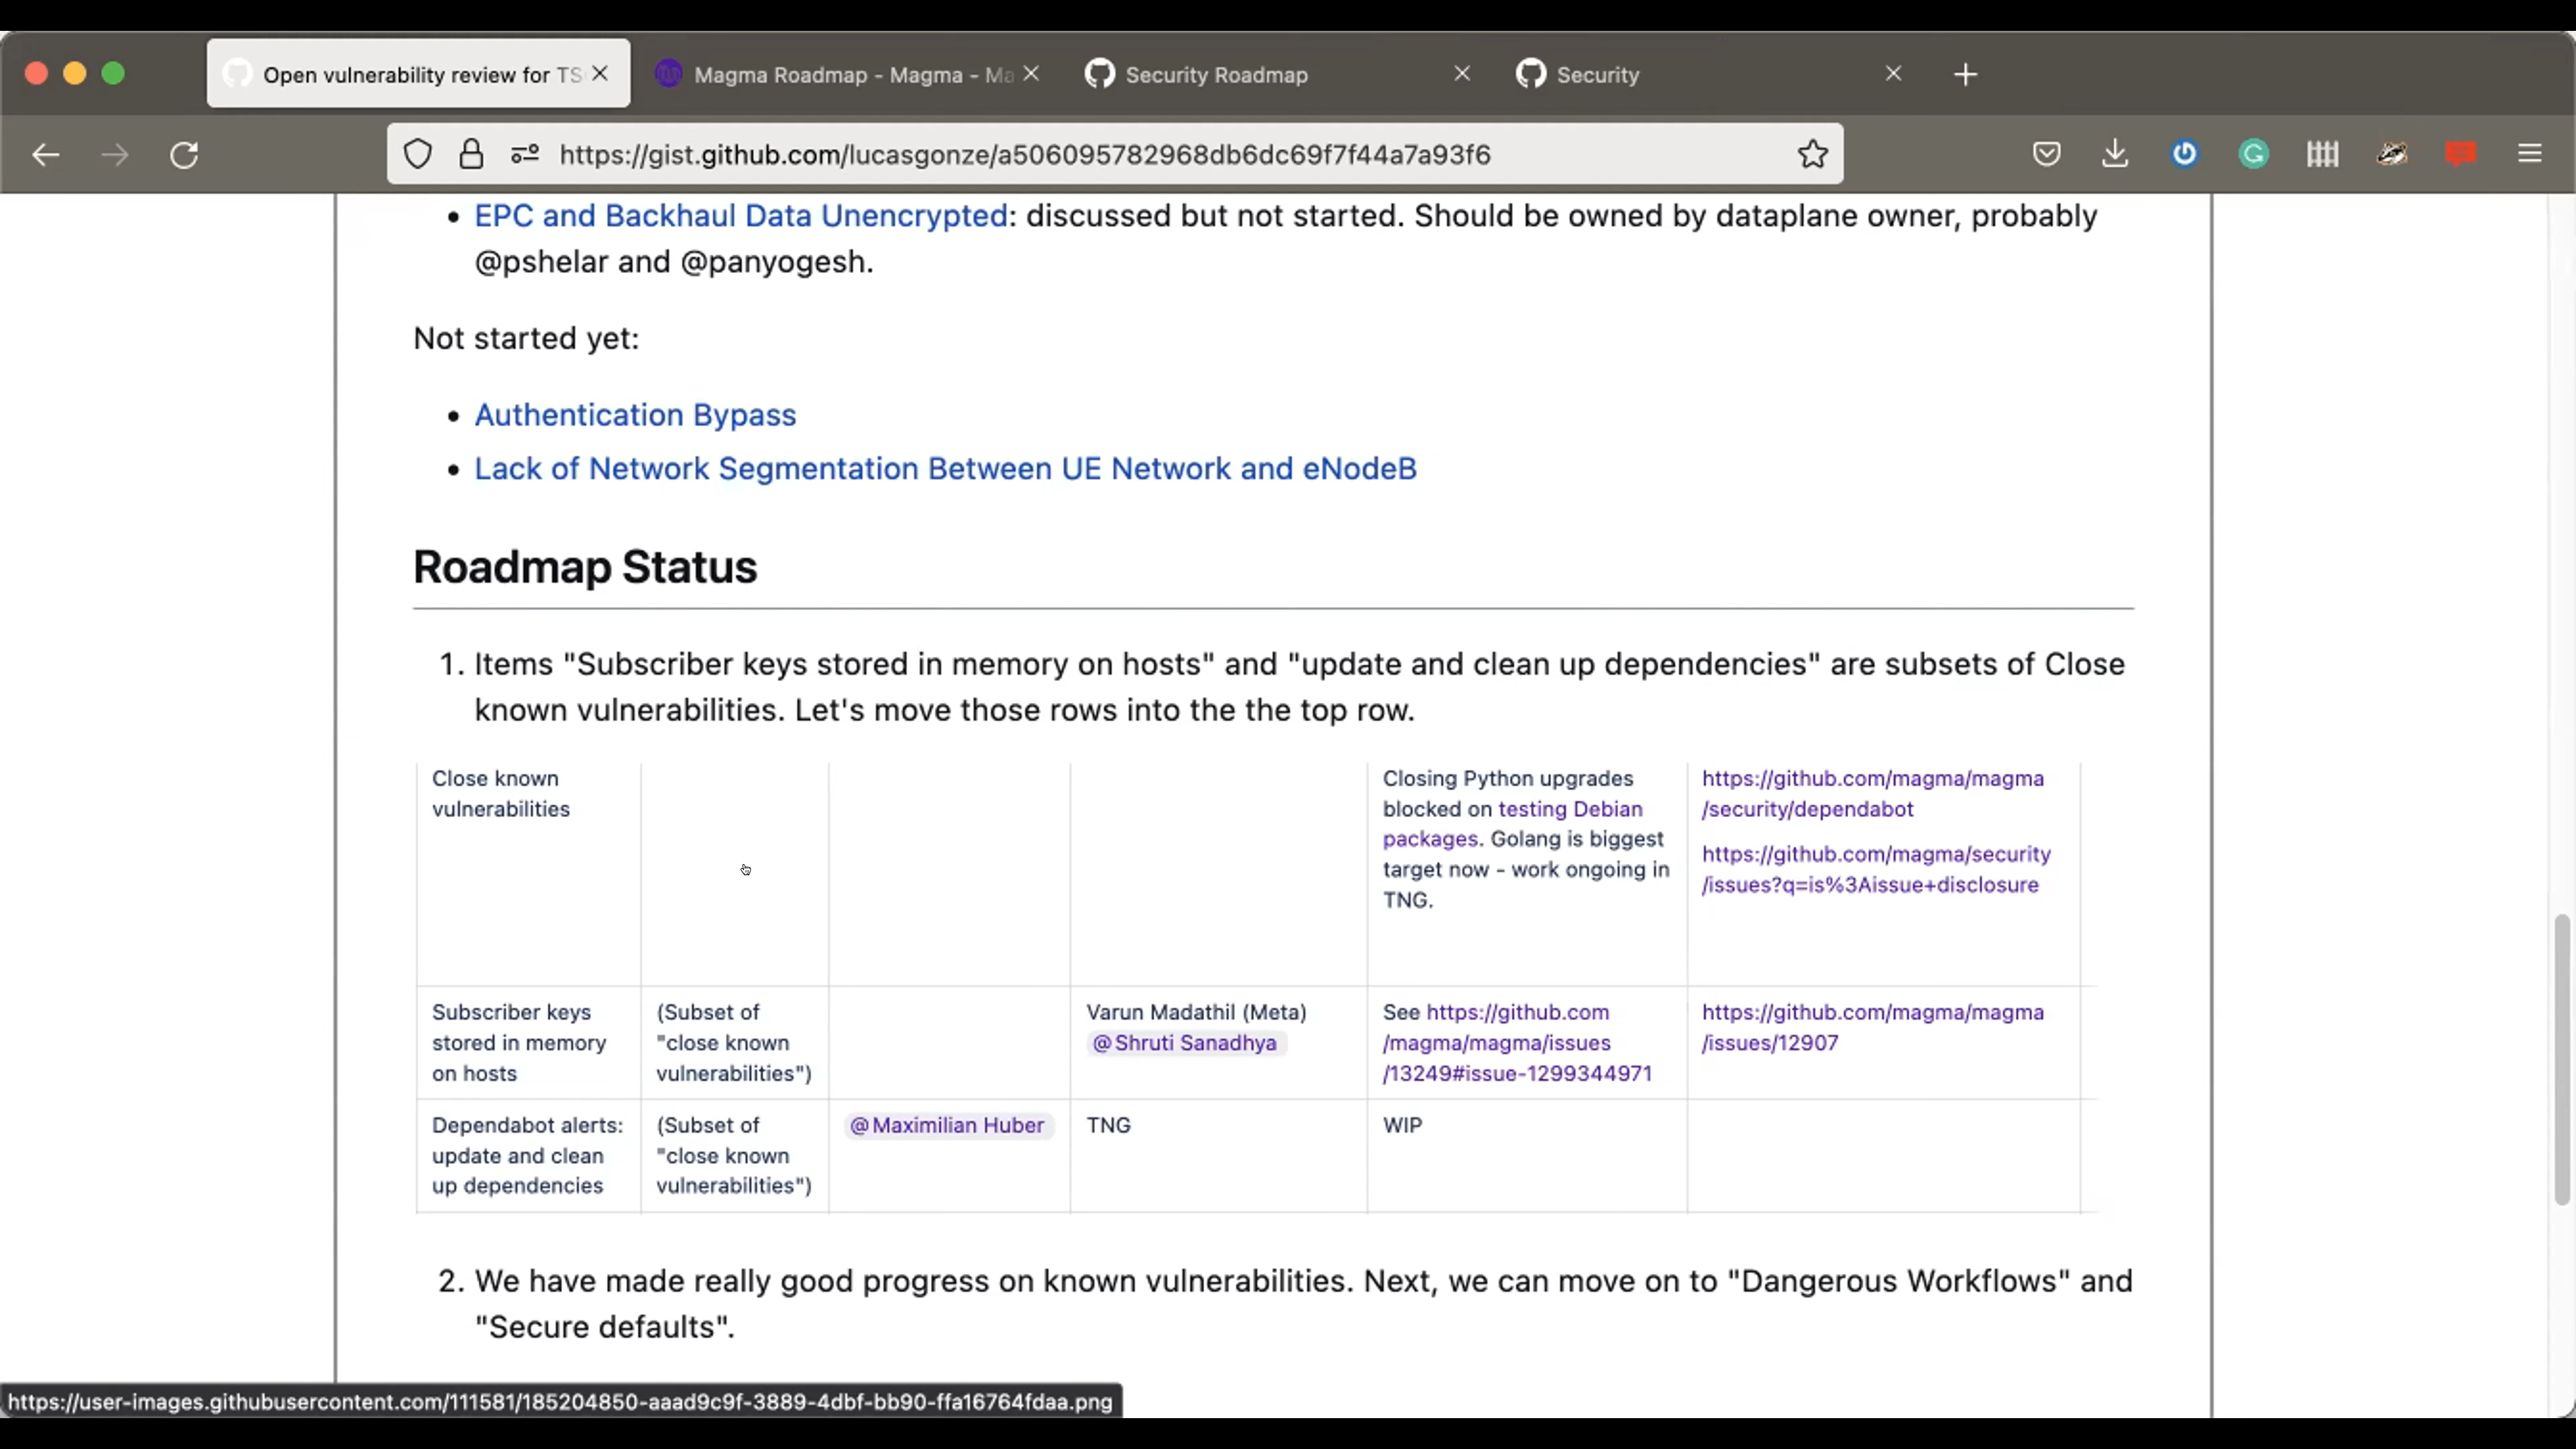 Open vulnerability review for TS
Magma Roadmap - Magma - Ma
Security Roadmap
Security
https://gist.github.com/lucasgonze/a506095782968db6dc69f7f44a7a93f6
• EPC and Backhaul Data Unencrypted: discussed but not started. Should be owned by dataplane owner, probably
@pshelar and @panyogesh.
Not started yet:
• Authentication Bypass
• Lack of Network Segmentation Between UE Network and eNodeB
Roadmap Status
1. Items "Subscriber keys stored in memory on hosts" and "update and clean up dependencies" are subsets of Close
known vulnerabilities. Let's move those rows into the the top row.
Close known
vulnerabilities
Closing Python upgrades
blocked on testing Debian
packages. Golang is biggest
target now - work ongoing in
TNG.
https://github.com/magma/magma
/security/dependabot
https://github.com/magma/security
/issues?q=is%3Aissue+disclosure
Subscriber keys
stored in memory
on hosts
(Subset of
"close known
vulnerabilities")
Varun Madathil (Meta)
@Shruti Sanadhya
See https://github.com
/magma/magma/issues
/13249#issue-1299344971
https://github.com/magma/magma
/issues/12907
Dependabot alerts:
update and clean
up dependencies
(Subset of
"close known
vulnerabilities")
@Maximilian Huber
TNG
WIP
2. We have made really good progress on known vulnerabilities. Next, we can move on to "Dangerous Workflows" and
"Secure defaults".
https://user-images.githubusercontent.com/111581/185204850-aaad9c9f-3889-4dbf-bb90-ffa16764fdaa.png